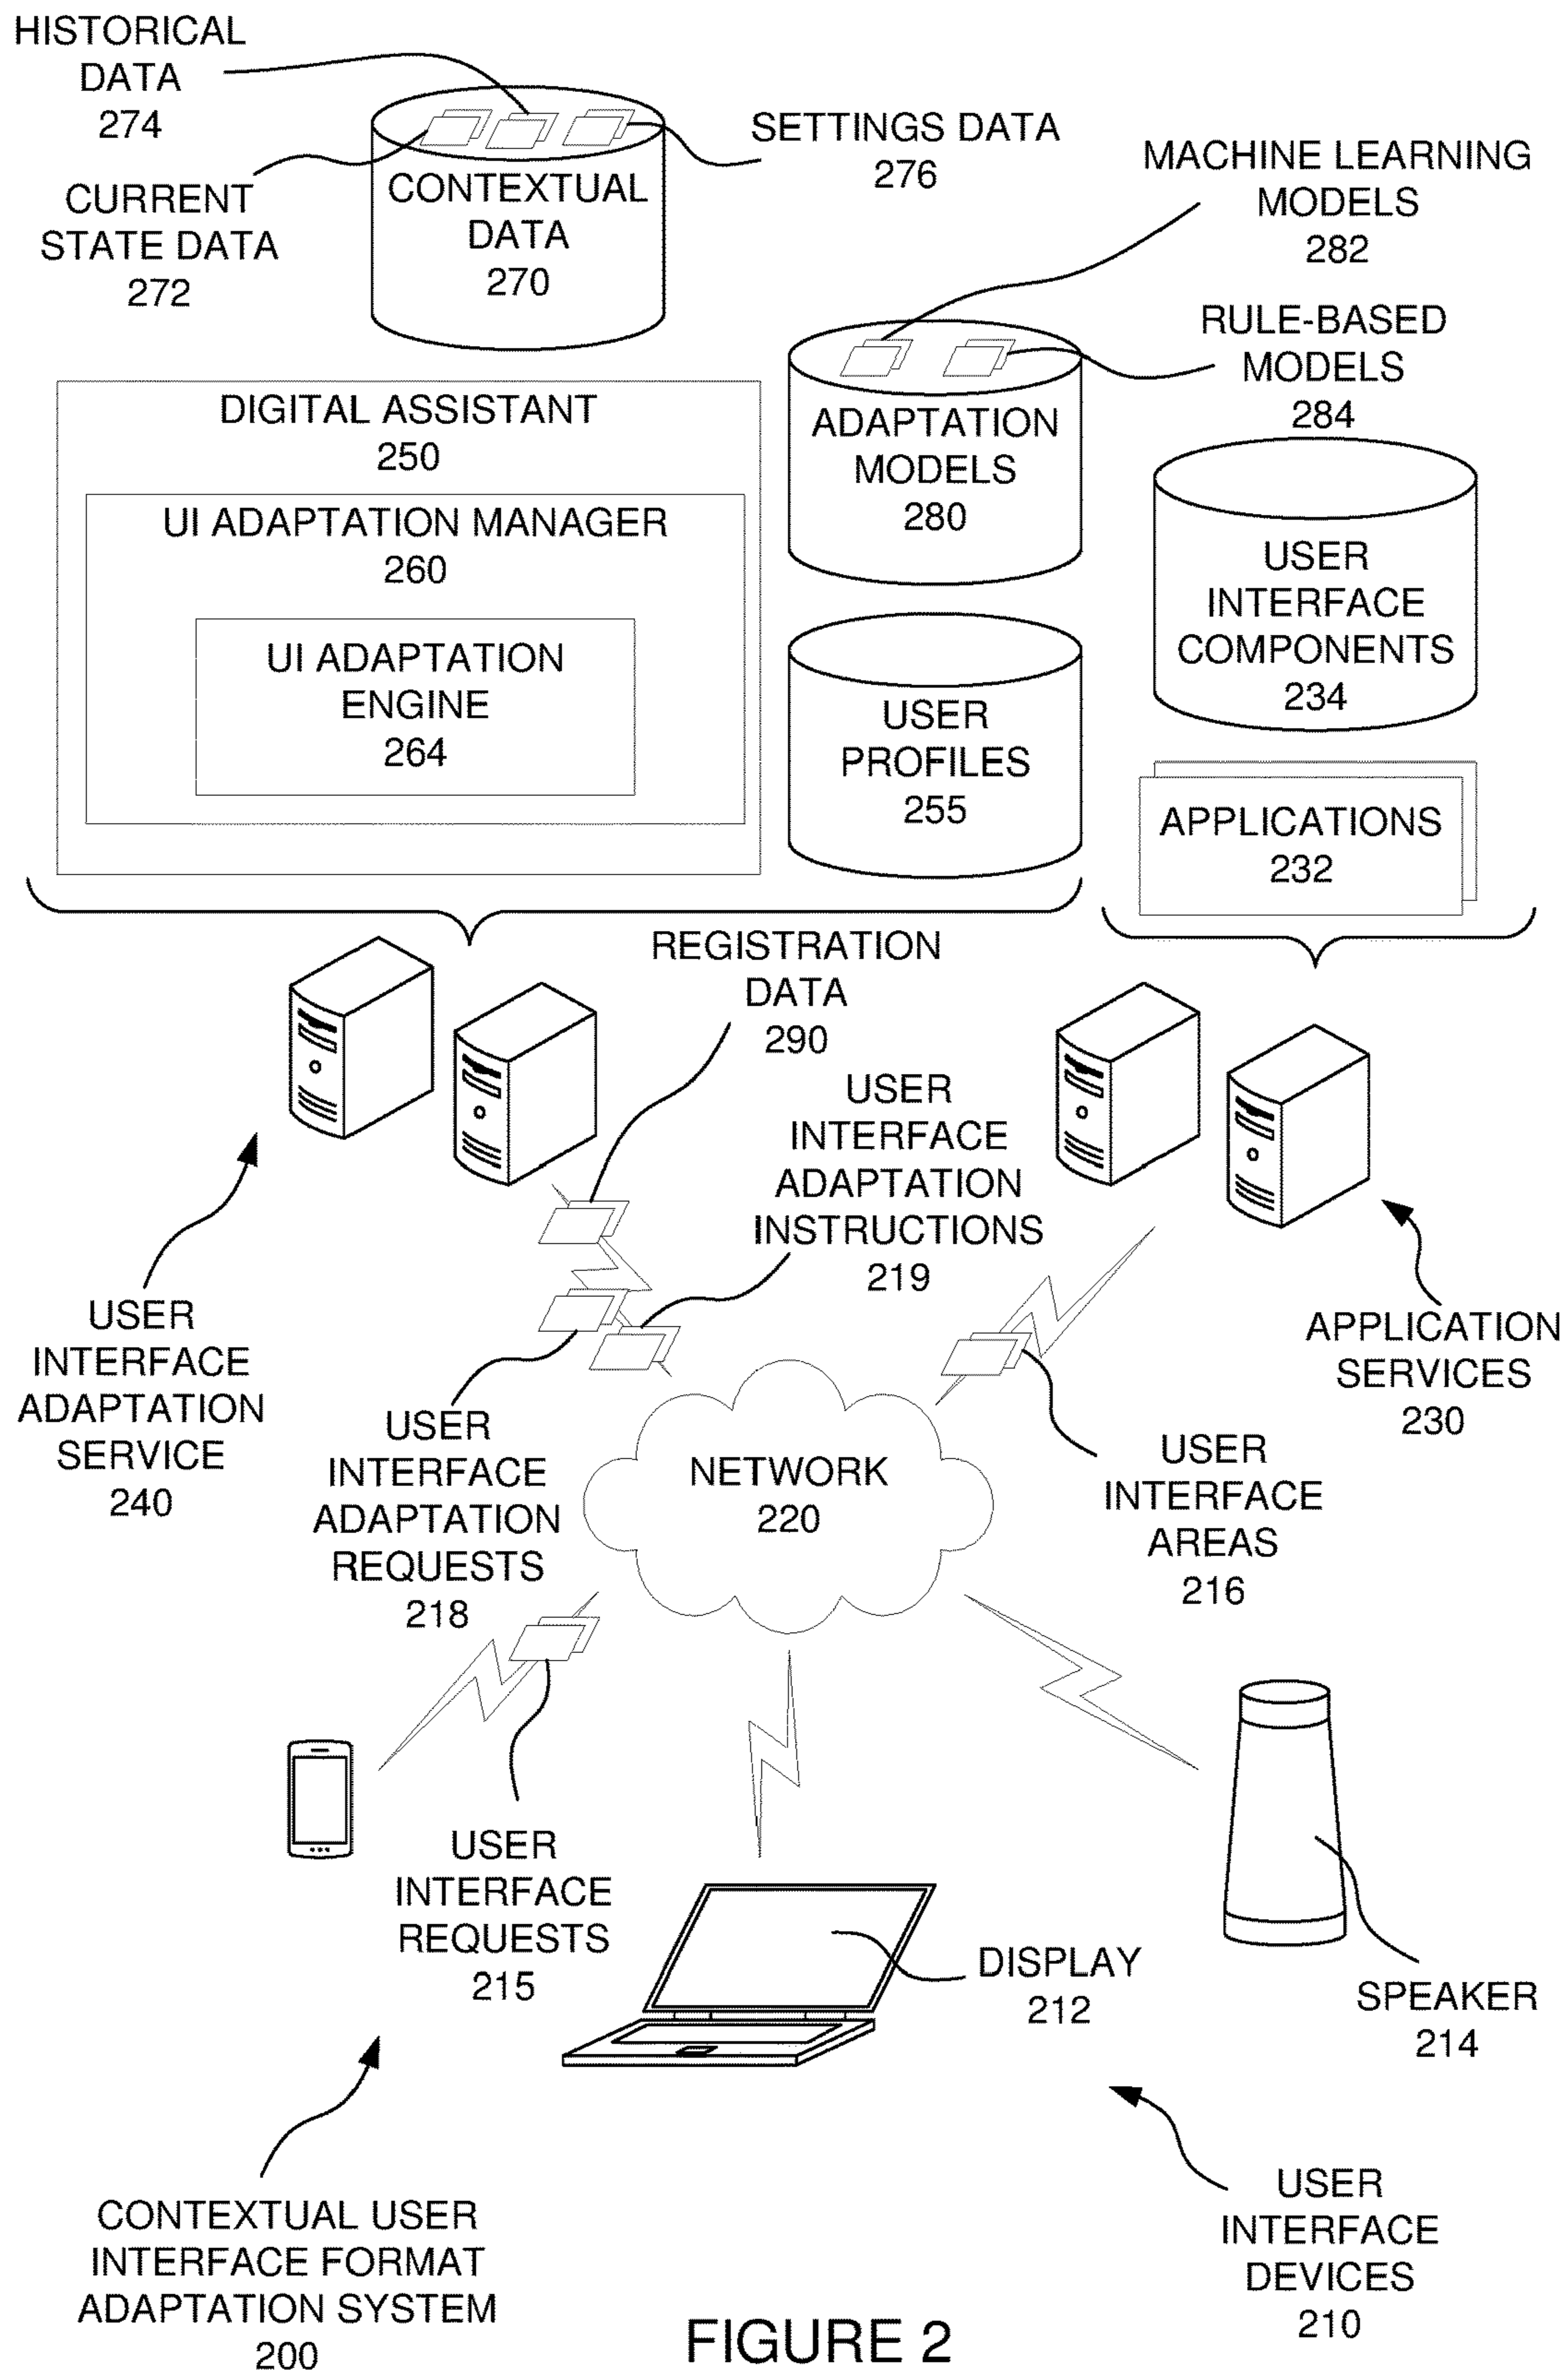 HISTORICAL
DATA
274
SETTINGS DATA
276
MACHINE LEARNING
MODELS
282
CURRENT
STATE DATA
272
CONTEXTUAL
DATA
270
RULE-BASED
MODELS
284
DIGITAL ASSISTANT
250
UI ADAPTATION MANAGER
260
UI ADAPTATION
ENGINE
264
ADAPTATION
MODELS
280
USER
INTERFACE
COMPONENTS
234
USER
PROFILES
255
APPLICATIONS
232
REGISTRATION
DATA
290
USER
INTERFACE
ADAPTATION
INSTRUCTIONS
219
USER
INTERFACE
ADAPTATION
SERVICE
240
APPLICATION
SERVICES
230
USER
INTERFACE
ADAPTATION
REQUESTS
218
NETWORK
220
USER
INTERFACE
AREAS
216
USER
INTERFACE
REQUESTS
215
DISPLAY
212
SPEAKER
214
CONTEXTUAL USER
INTERFACE FORMAT
ADAPTATION SYSTEM
200
USER
INTERFACE
DEVICES
210
FIGURE 2